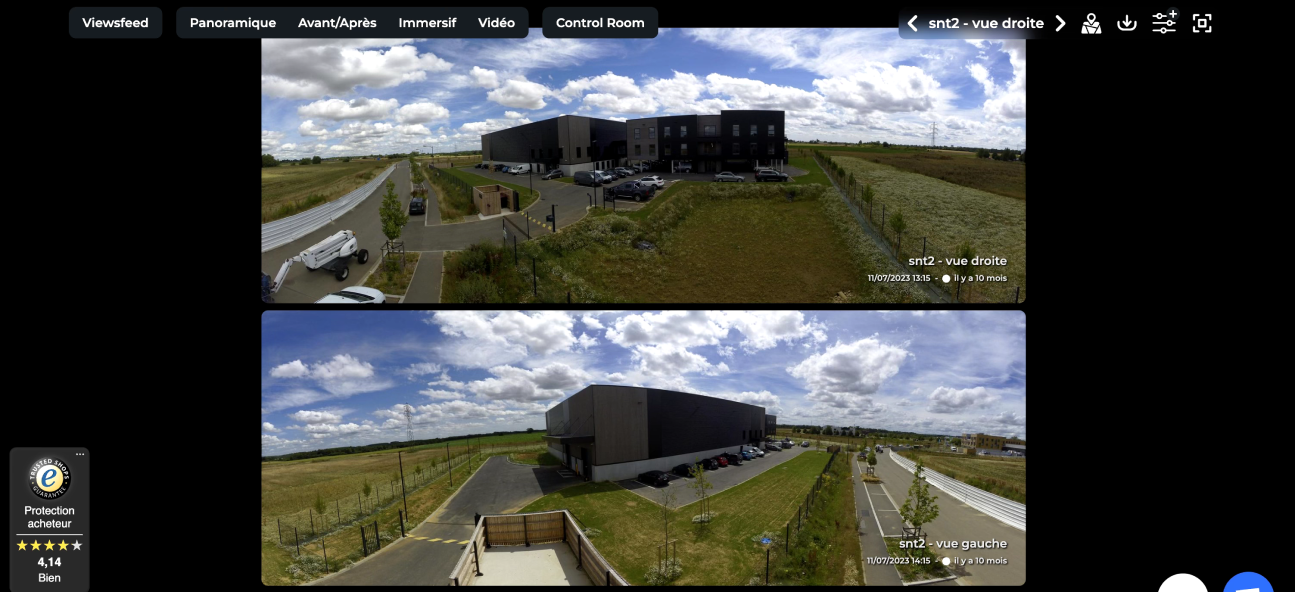 Viewsfeed
Panoramique Avant/Après Immersif Vidéo
Control Room
snt2 - vue droite
snt2 - vue droite
11/07/2023 13:15 - il y a 10 mois
snt2 - vue gauche
11/07/2023 14:15 - il y a 10 mois
TRUSTED SHOPS
GUARANTEE
Protection
acheteur
4,14
Bien